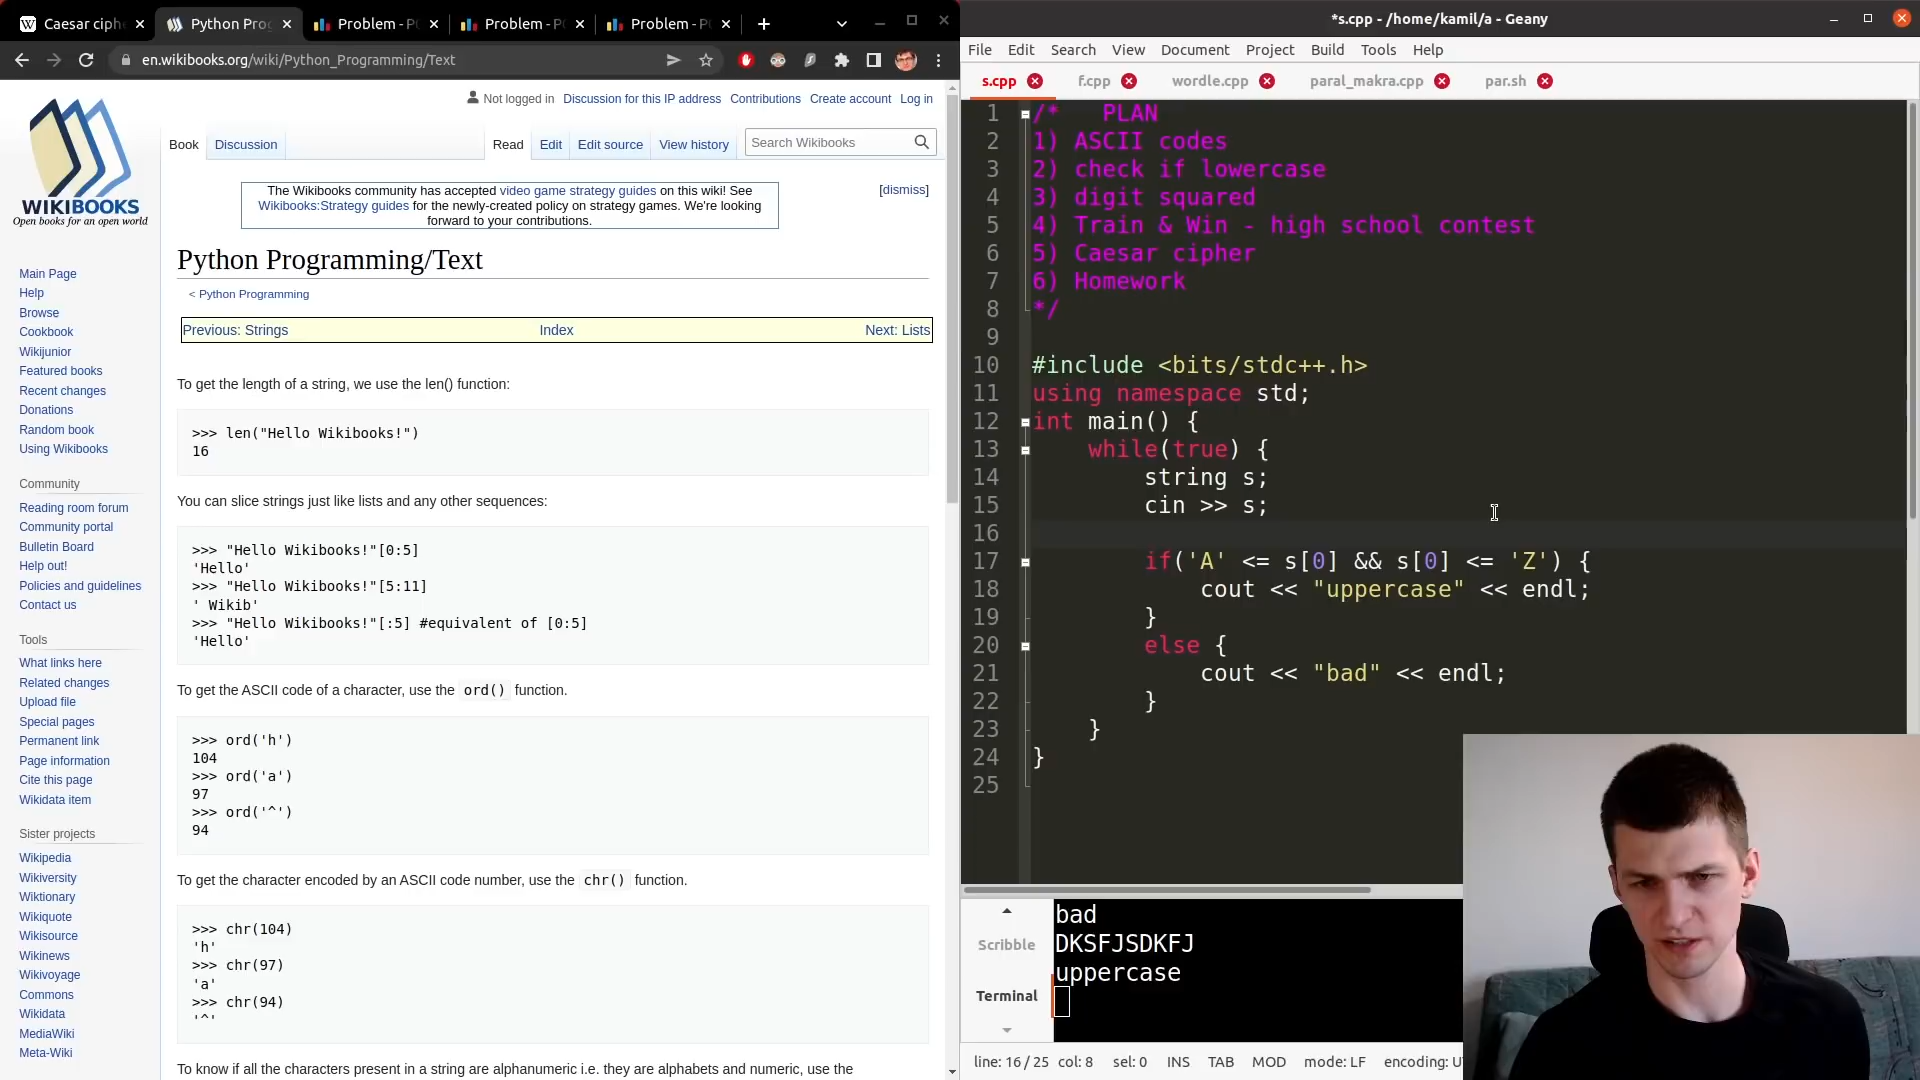 Caesar ciph
Python Pro
Problem - P
Problem - P
Problem - P
en.wikibooks.org/wiki/Python_Programming/Text
WIKIBOOKS
Open books for an open world
Main Page
Help
Browse
Cookbook
Wikijunior
Featured books
Recent changes
Donations
Random book
Using Wikibooks
Community
Reading room forum
Community portal
Bulletin Board
Help out!
Policies and guidelines
Contact us
Tools
What links here
Related changes
Upload file
Special pages
Permanent link
Page information
Cite this page
Wikidata item
Sister projects
Wikipedia
Wikiversity
Wiktionary
Wikiquote
Wikisource
Wikinews
Wikivoyage
Commons
Wikidata
MediaWiki
Meta-Wiki
Not logged in Discussion for this IP address Contributions Create account Log in
Book Discussion Read Edit Edit source View history Search Wikibooks
The Wikibooks community has accepted video game strategy guides on this wiki! See [dismiss]
Wikibooks:Strategy guides for the newly-created policy on strategy games. We're looking
forward to your contributions.
Python Programming/Text
< Python Programming
Previous: Strings Index Next: Lists
To get the length of a string, we use the len() function:
>>> len("Hello Wikibooks!")
16
You can slice strings just like lists and any other sequences:
>>> "Hello Wikibooks!"[0:5]
'Hello'
>>> "Hello Wikibooks!"[5:11]
' Wikib'
>>> "Hello Wikibooks!"[:5] #equivalent of [0:5]
'Hello'
To get the ASCII code of a character, use the ord() function.
>>> ord('h')
104
>>> ord('a')
97
>>> ord('^')
94
To get the character encoded by an ASCII code number, use the chr() function.
>>> chr(104)
'h'
>>> chr(97)
'a'
>>> chr(94)
'^'
To know if all the characters present in a string are alphanumeric i.e. they are alphabets and numeric, use the
*s.cpp - /home/kamil/a - Geany
File Edit Search View Document Project Build Tools Help
s.cpp f.cpp wordle.cpp paral_makra.cpp par.sh
1 /* PLAN
2 1) ASCII codes
3 2) check if lowercase
4 3) digit squared
5 4) Train & Win - high school contest
6 5) Caesar cipher
7 6) Homework
8 */
9
10 #include <bits/stdc++.h>
11 using namespace std;
12 int main() {
13 while(true) {
14 string s;
15 cin >> s;
16
17 if('A' <= s[0] && s[0] <= 'Z') {
18 cout << "uppercase" << endl;
19 }
20 else {
21 cout << "bad" << endl;
22 }
23 }
24 }
25
Scribble
Terminal
bad
DKSFJSDKFJ
uppercase
line: 16 / 25 col: 8 sel: 0 INS TAB MOD mode: LF encoding: U